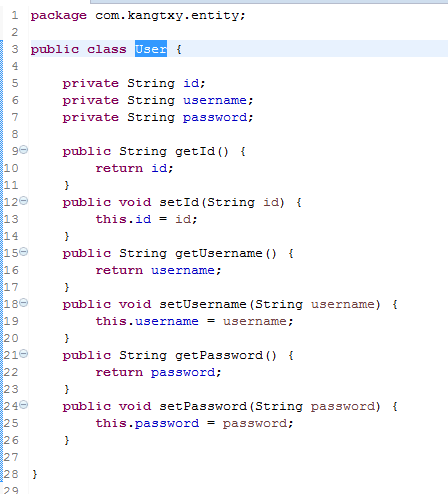 1 package com.kangtxy.entity;
2
3 public class User {
4
5     private String id;
6     private String username;
7     private String password;
8
9     public String getId() {
10         return id;
11     }
12     public void setId(String id) {
13         this.id = id;
14     }
15     public String getUsername() {
16         return username;
17     }
18     public void setUsername(String username) {
19         this.username = username;
20     }
21     public String getPassword() {
22         return password;
23     }
24     public void setPassword(String password) {
25         this.password = password;
26     }
27
28 }
29